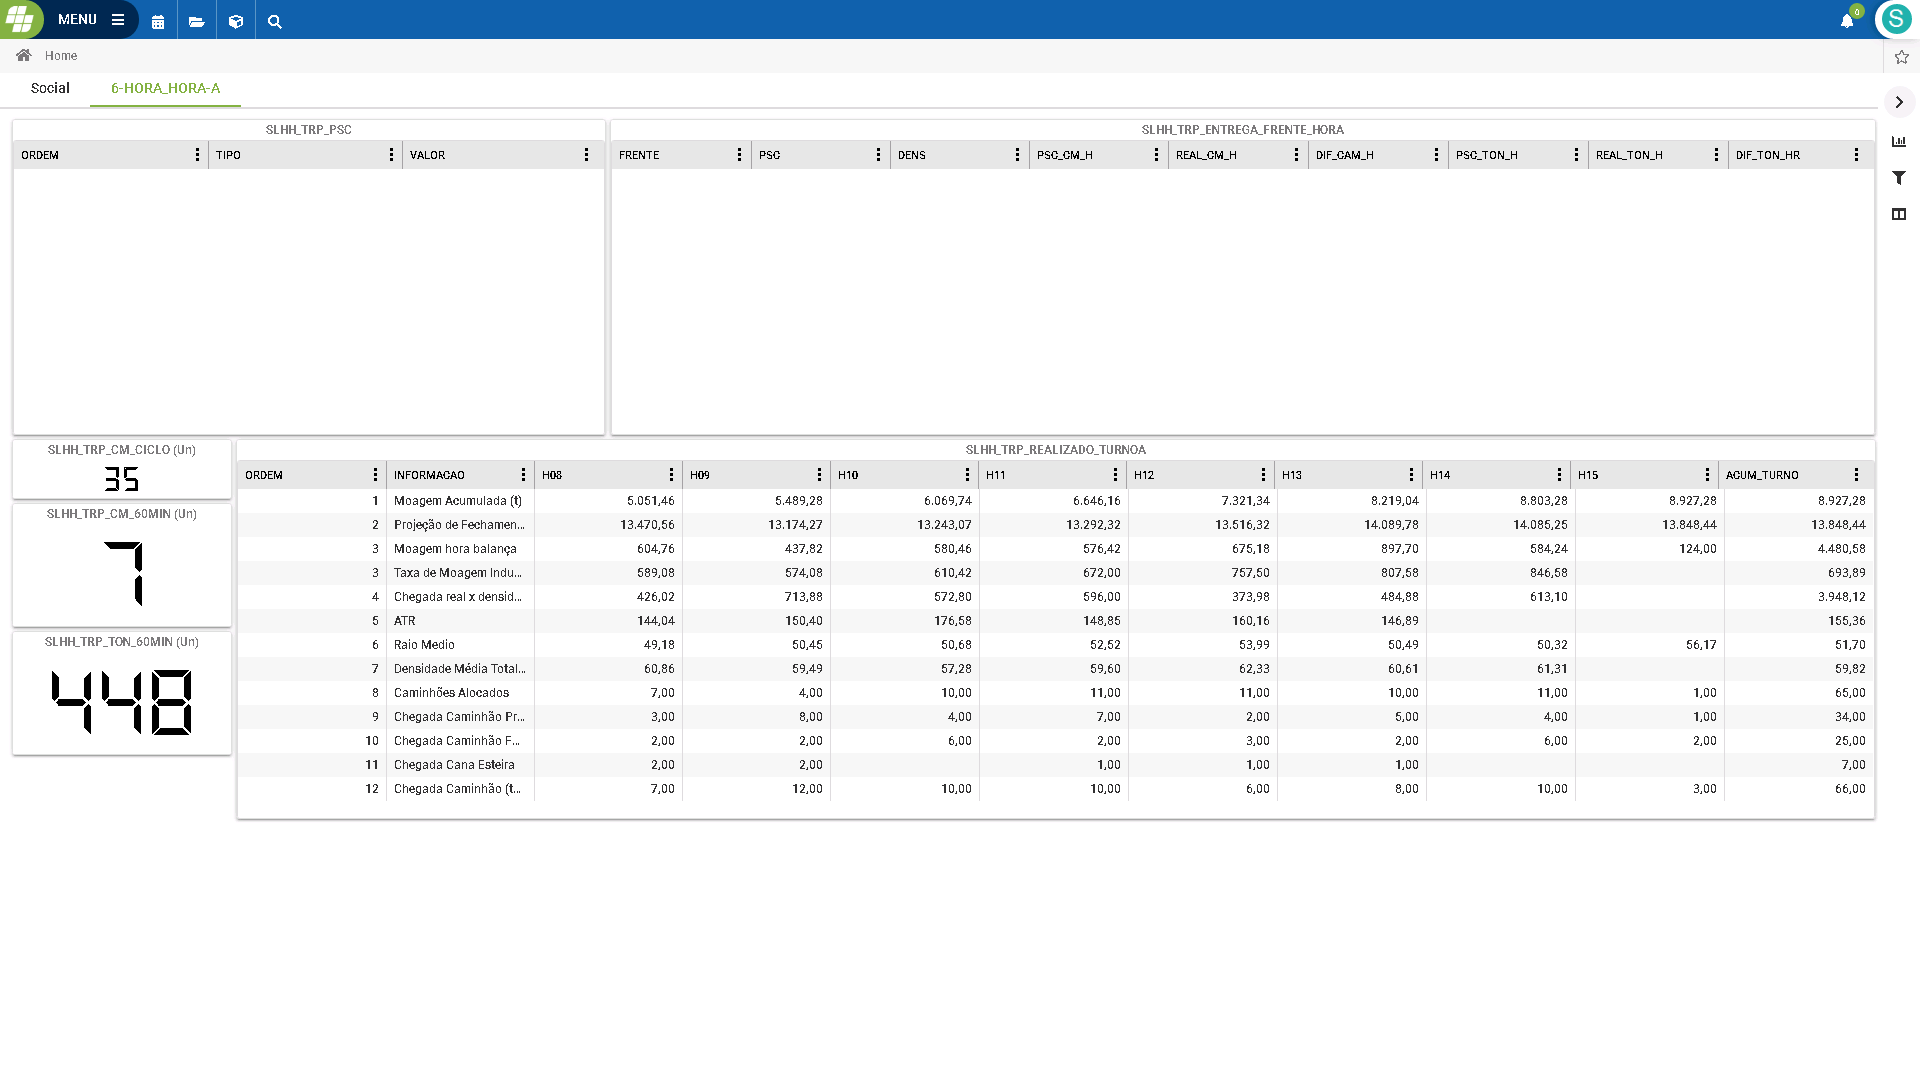 MENU
0
S
Home
Social 6-HORA_HORA-A
SLHH_TRP_PSC
ORDEM TIPO VALOR
SLHH_TRP_ENTREGA_FRENTE_HORA
FRENTE PSC DENS PSC_CM_H REAL_CM_H DIF_CAM_H PSC_TON_H REAL_TON_H DIF_TON_HR
SLHH_TRP_CM_CICLO (Un)
35
SLHH_TRP_CM_60MIN (Un)
7
SLHH_TRP_TON_60MIN (Un)
448
SLHH_TRP_REALIZADO_TURNOA
ORDEM INFORMACAO H08 H09 H10 H11 H12 H13 H14 H15 ACUM_TURNO
1 Moagem Acumulada (t) 5.051,46 5.489,28 6.069,74 6.646,16 7.321,34 8.219,04 8.803,28 8.927,28 8.927,28
2 Projeção de Fechamen... 13.470,56 13.174,27 13.243,07 13.292,32 13.516,32 14.089,78 14.085,25 13.848,44 13.848,44
3 Moagem hora balança 604,76 437,82 580,46 576,42 675,18 897,70 584,24 124,00 4.480,58
3 Taxa de Moagem Indu... 589,08 574,08 610,42 672,00 757,50 807,58 846,58 693,89
4 Chegada real x densid... 426,02 713,88 572,80 596,00 373,98 484,88 613,10 3.948,12
5 ATR 144,04 150,40 176,58 148,85 160,16 146,89 155,36
6 Raio Medio 49,18 50,45 50,68 52,52 53,99 50,49 50,32 56,17 51,70
7 Densidade Média Total... 60,86 59,49 57,28 59,60 62,33 60,61 61,31 59,82
8 Caminhões Alocados 7,00 4,00 10,00 11,00 11,00 10,00 11,00 1,00 65,00
9 Chegada Caminhão Pr... 3,00 8,00 4,00 7,00 2,00 5,00 4,00 1,00 34,00
10 Chegada Caminhão F... 2,00 2,00 6,00 2,00 3,00 2,00 6,00 2,00 25,00
11 Chegada Cana Esteira 2,00 2,00 1,00 1,00 1,00 7,00
12 Chegada Caminhão (t... 7,00 12,00 10,00 10,00 6,00 8,00 10,00 3,00 66,00